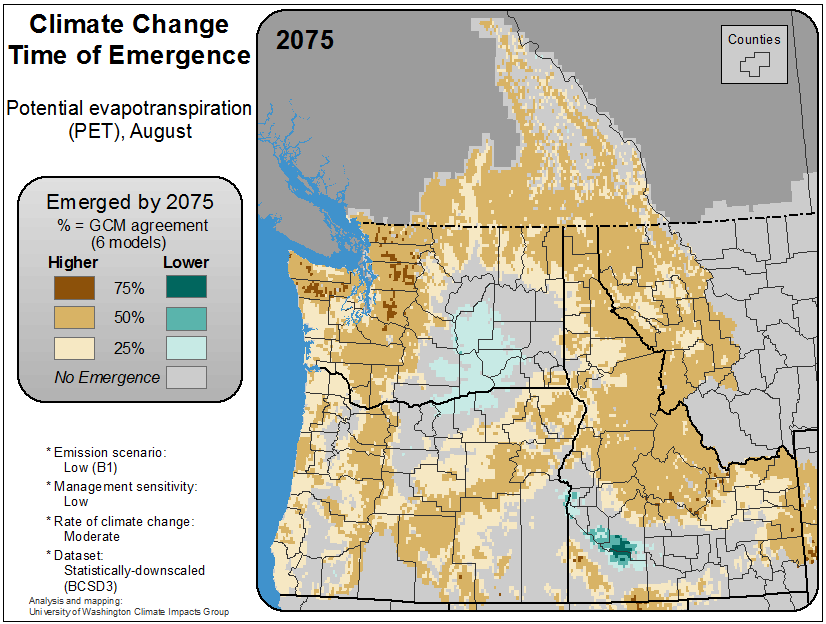 Climate Change
Time of Emergence
Potential evapotranspiration
(PET), August
Emerged by 2075
% = GCM agreement
(6 models)
Higher Lower
75%
50%
25%
No Emergence
* Emission scenario:
Low (B1)
* Management sensitivity:
Low
* Rate of climate change:
Moderate
* Dataset:
Statistically-downscaled
(BCSD3)
Analysis and mapping:
University of Washington Climate Impacts Group
2075
Counties